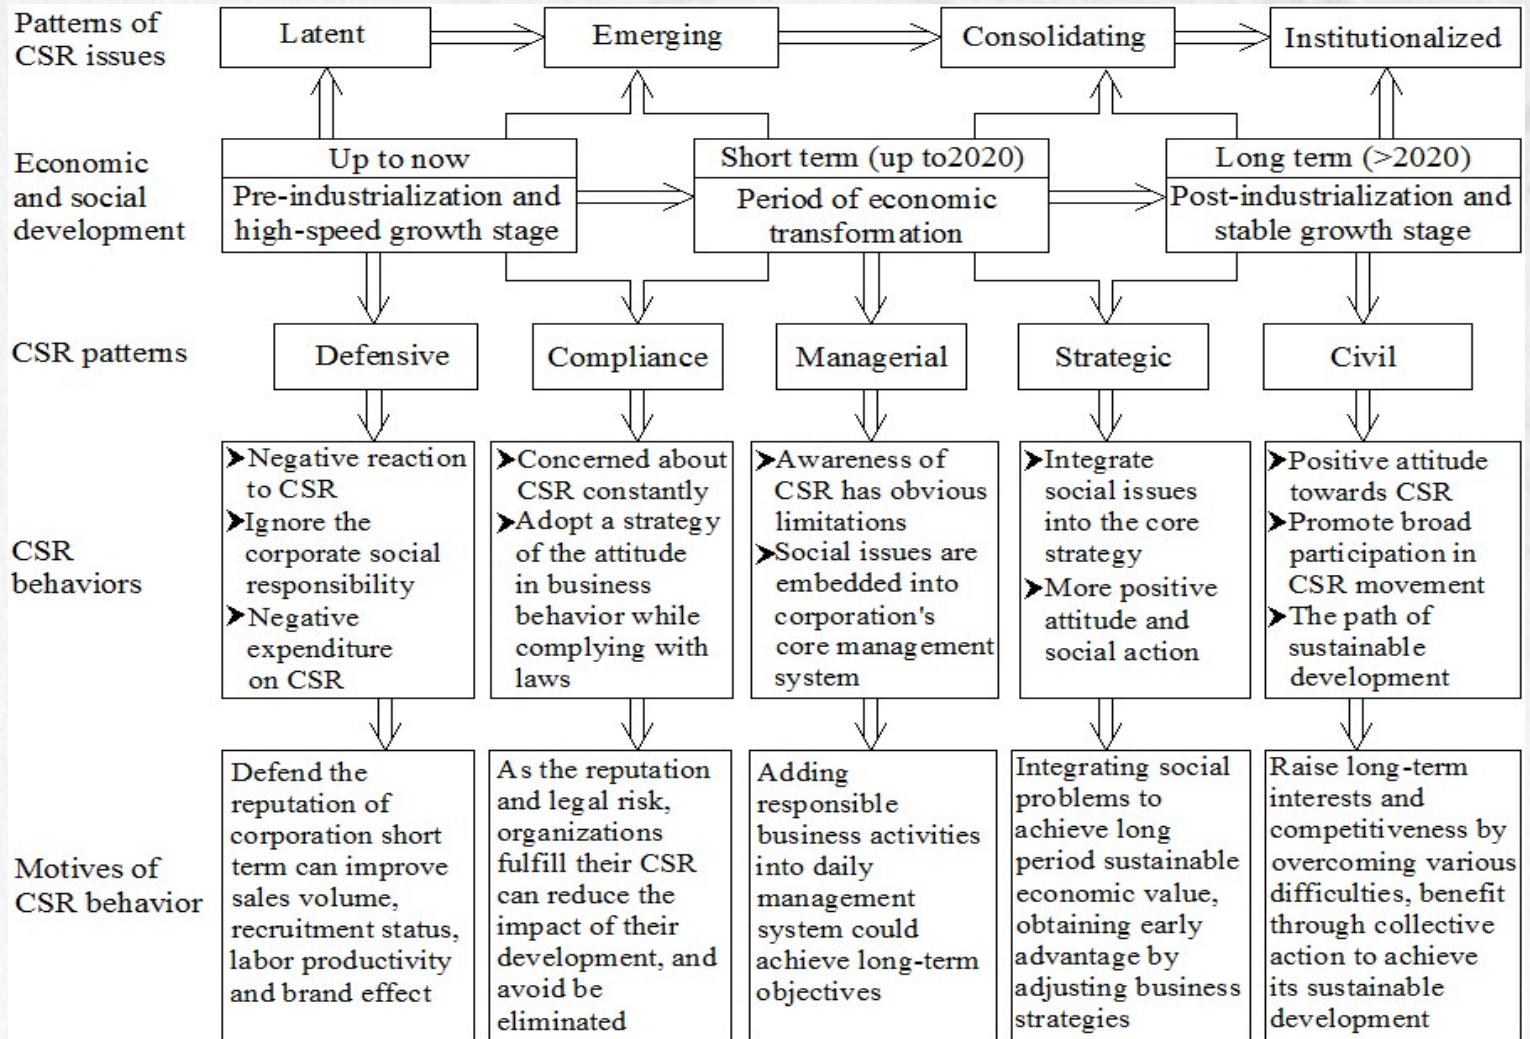 Patterns of
CSR issues
Latent
Emerging
Consolidating
Institutionalized
Economic
and social
development
Up to now
Pre-industrialization and
high-speed growth stage
Short term (up to2020)
Period of economic
transformation
Long term (>2020)
Post-industrialization and
stable growth stage
CSR patterns
Defensive
Compliance
Managerial
Strategic
Civil
CSR
behaviors
Negative reaction
to CSR
Ignore the
corporate social
responsibility
Negative
expenditure
on CSR
Concerned about
CSR constantly
Adopt a strategy
of the attitude
in business
behavior while
complying with
laws
Awareness of
CSR has obvious
limitations
Social issues are
embedded into
corporation's
core management
system
Integrate
social issues
into the core
strategy
More positive
attitude and
social action
Positive attitude
towards CSR
Promote broad
participation in
CSR movement
The path of
sustainable
development
Motives of
CSR behavior
Defend the
reputation of
corporation short
term can improve
sales volume,
recruitment status,
labor productivity
and brand effect
As the reputation
and legal risk,
organizations
fulfill their CSR
can reduce the
impact of their
development, and
avoid be
eliminated
Adding
responsible
business activities
into daily
management
system could
achieve long-term
objectives
Integrating social
problems to
achieve long
period sustainable
economic value,
obtaining early
advantage by
adjusting business
strategies
Raise long-term
interests and
competitiveness by
overcoming various
difficulties, benefit
through collective
action to achieve
its sustainable
development